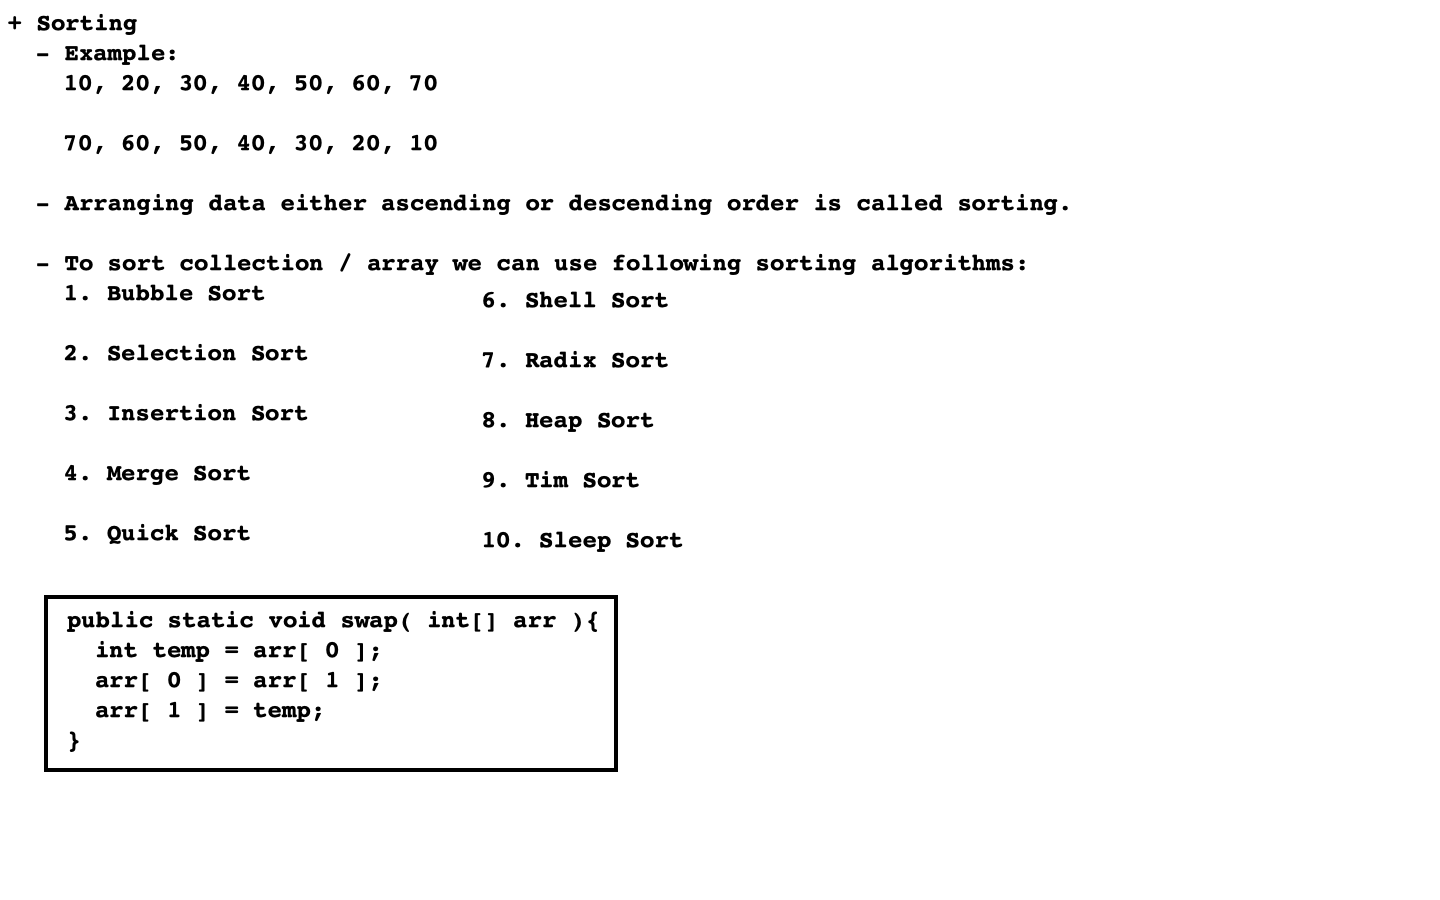 + Sorting
- Example:
10, 20, 30, 40, 50, 60, 70
70, 60, 50, 40, 30, 20, 10
- Arranging data either ascending or descending order is called sorting.
- To sort collection / array we can use following sorting algorithms:
1. Bubble Sort
2. Selection Sort
3. Insertion Sort
4. Merge Sort
5. Quick Sort
6. Shell Sort
7. Radix Sort
8. Heap Sort
9. Tim Sort
10. Sleep Sort
public static void swap( int[] arr ){
int temp = arr[ 0 ];
arr[ 0 ] = arr[ 1 ];
arr[ 1 ] = temp;
}